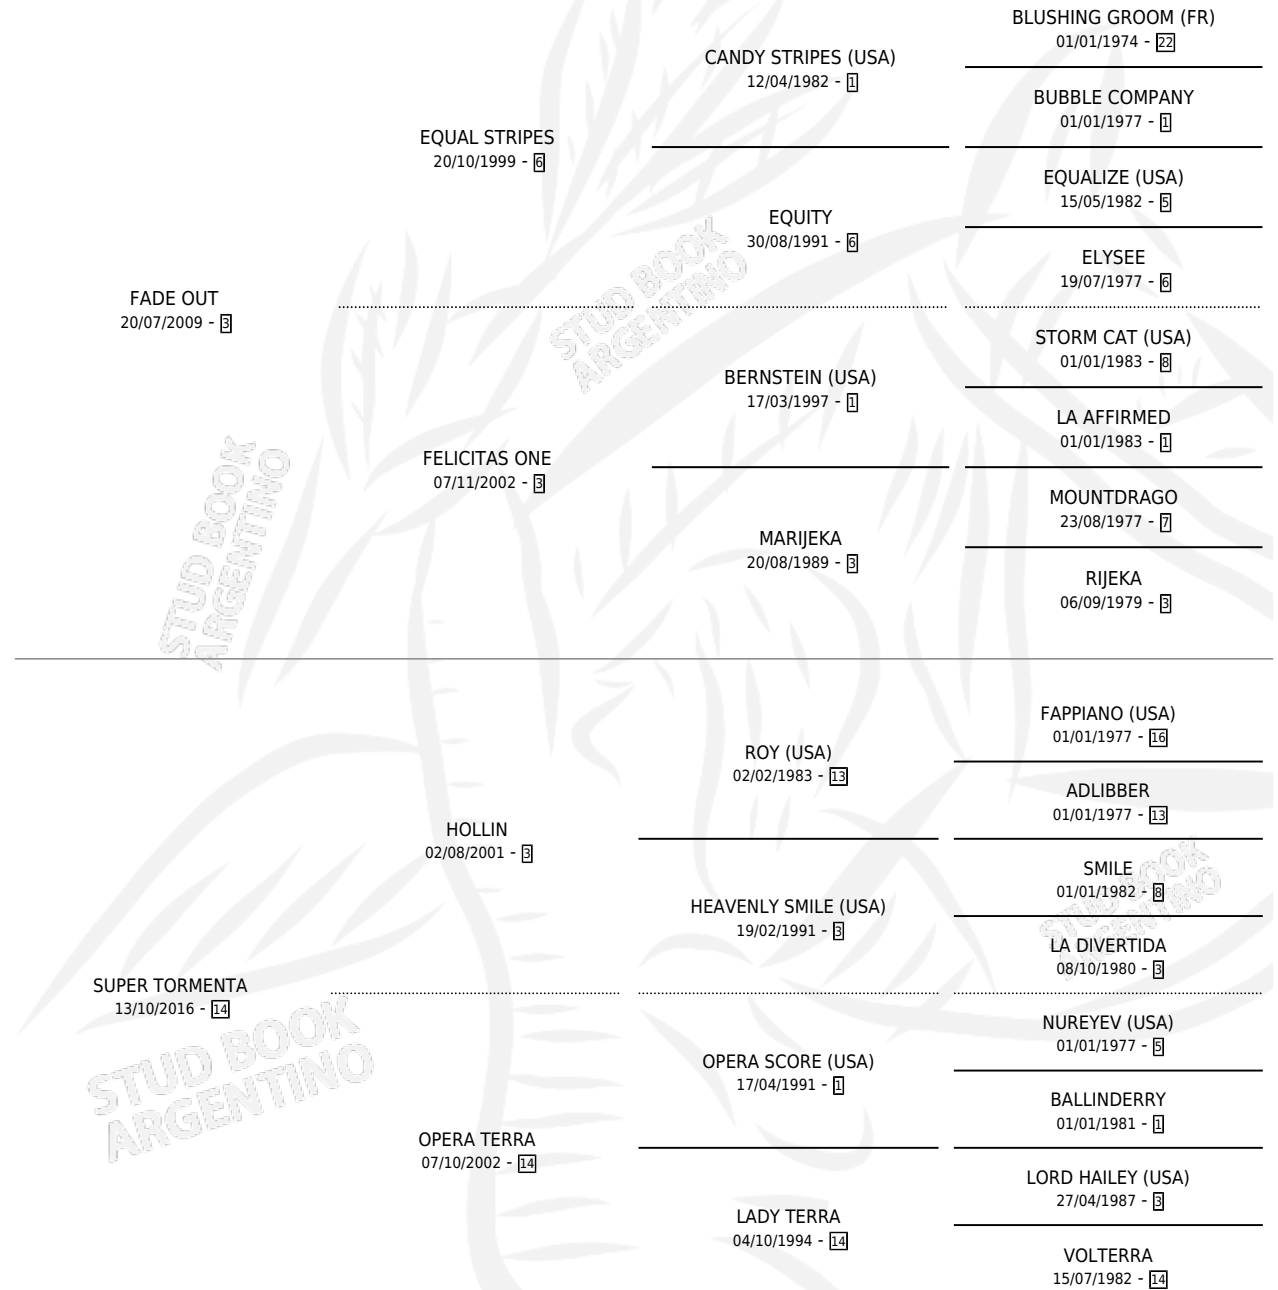 BLUSHING GROOM (FR)
01/01/1974 - 22
CANDY STRIPES (USA)
12/04/1982 - 1
BUBBLE COMPANY
01/01/1977 - 1
EQUAL STRIPES
20/10/1999 - 6
EQUALIZE (USA)
15/05/1982 - 5
EQUITY
30/08/1991 - 6
ELYSEE
19/07/1977 - 6
FADE OUT
20/07/2009 - 3
STORM CAT (USA)
01/01/1983 - 8
BERNSTEIN (USA)
17/03/1997 - 1
LA AFFIRMED
01/01/1983 - 1
FELICITAS ONE
07/11/2002 - 3
MOUNTDRAGO
23/08/1977 - 7
MARIJEKA
20/08/1989 - 3
RIJEKA
06/09/1979 - 3
FAPPIANO (USA)
01/01/1977 - 16
ROY (USA)
02/02/1983 - 13
ADLIBBER
01/01/1977 - 13
HOLLIN
02/08/2001 - 3
SMILE
01/01/1982 - 8
HEAVENLY SMILE (USA)
19/02/1991 - 3
LA DIVERTIDA
08/10/1980 - 3
SUPER TORMENTA
13/10/2016 - 14
NUREYEV (USA)
01/01/1977 - 5
OPERA SCORE (USA)
17/04/1991 - 1
BALLINDERRY
01/01/1981 - 1
OPERA TERRA
07/10/2002 - 14
LORD HAILEY (USA)
27/04/1987 - 3
LADY TERRA
04/10/1994 - 14
VOLTERRA
15/07/1982 - 14
STUD BOOK
ARGENTINO
STUD BOOK
ARGENTINO
STUD BOOK
ARGENTINO
STUD BOOK
ARGENTINO